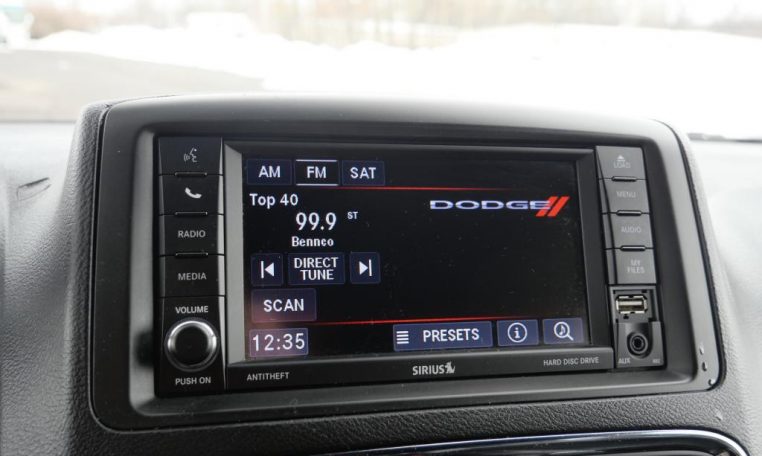 AM FM SAT
Top 40
99.9 ST
Bennco
DIRECT
TUNE
SCAN
12:35
PRESETS
DODGE
RADIO
MEDIA
VOLUME
PUSH ON
ANTITHEFT
SIRIUS
HARD DISC DRIVE
LOAD
MENU
AUDIO
MY
FILES
AUX